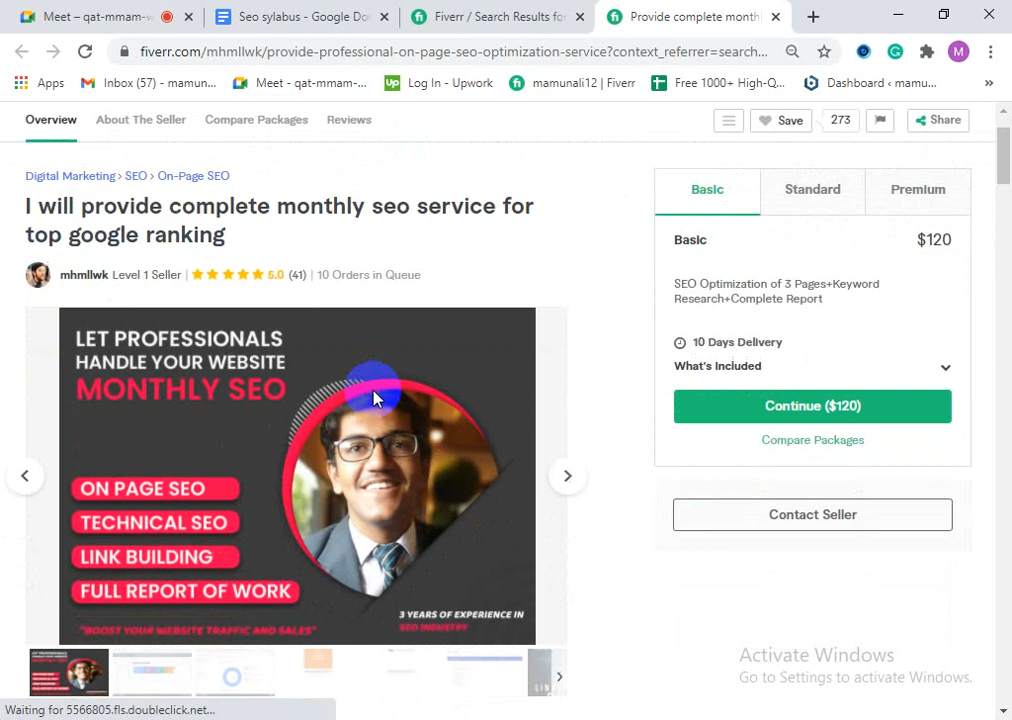 Meet – qat-mmam-w
Seo sylabus - Google Do
Fiverr / Search Results fo
Provide complete month
fiverr.com/mhmllwk/provide-professional-on-page-seo-optimization-service?context_referrer=search...
M
Apps
Inbox (57) - mamun...
Meet - qat-mmam-...
Up Log In - Upwork
mamunali12 | Fiverr
Free 1000+ High-Q...
Dashboard ‹ mamu...
»
Overview
About The Seller
Compare Packages
Reviews
Save
273
Share
Digital Marketing › SEO › On-Page SEO
I will provide complete monthly seo service for
top google ranking
mhmllwk Level 1 Seller | 5.0 (41) | 10 Orders in Queue
LET PROFESSIONALS
HANDLE YOUR WEBSITE
MONTHLY SEO
ON PAGE SEO
TECHNICAL SEO
LINK BUILDING
FULL REPORT OF WORK
"BOOST YOUR WEBSITE TRAFFIC AND SALES"
3 YEARS OF EXPERIENCE IN
SEO INDUSTRY
Basic
Standard
Premium
Basic
$120
SEO Optimization of 3 Pages+Keyword
Research+Complete Report
10 Days Delivery
What's Included
Continue ($120)
Compare Packages
Contact Seller
Activate Windows
Go to Settings to activate Windows.
Waiting for 5566805.fls.doubleclick.net...